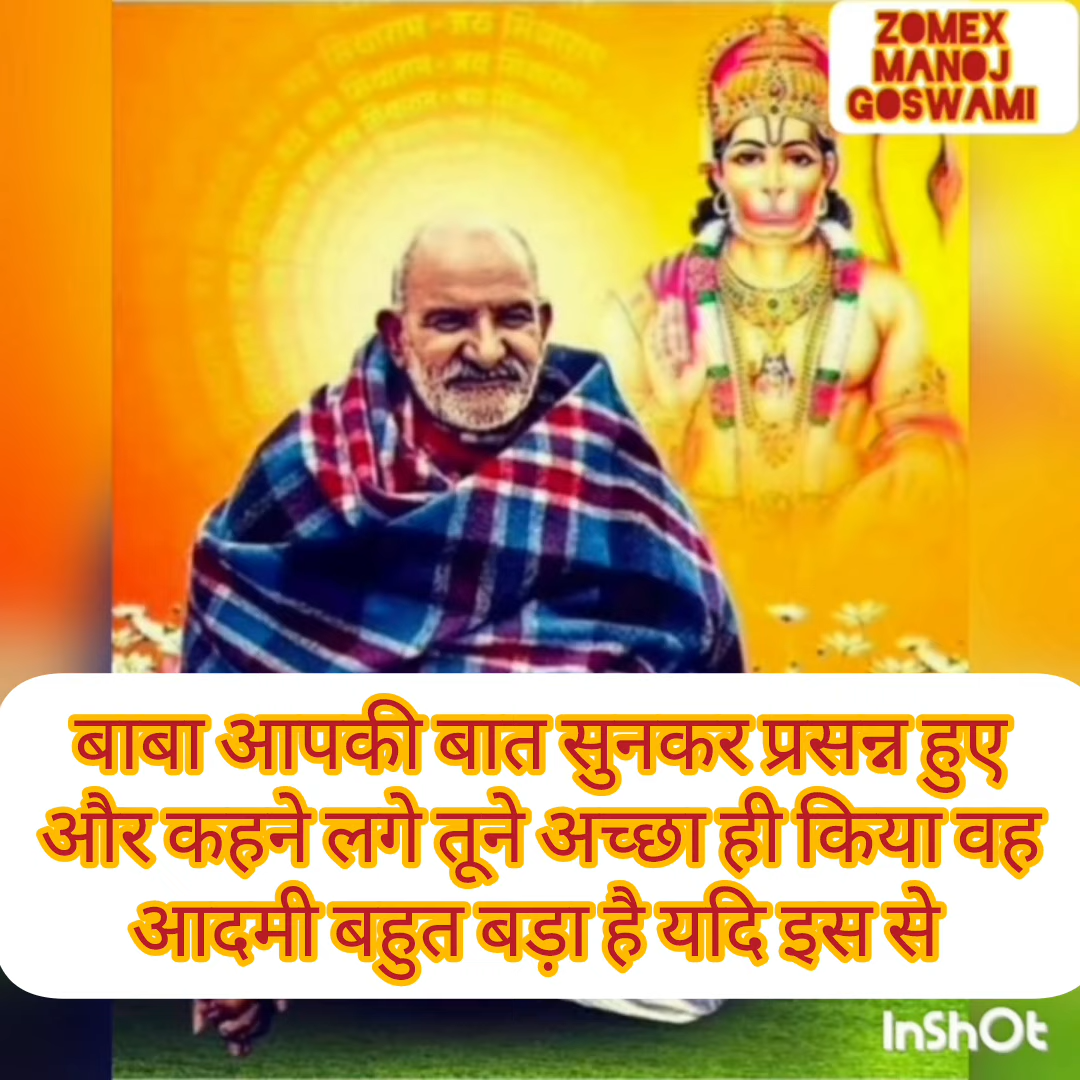 ZOMEX
MANOJ
GOSWAMI
बाबा आपकी बात सुनकर प्रसन्न हुए
और कहने लगे तूने अच्छा ही किया वह
आदमी बहुत बड़ा है यदि इस से
InShOt